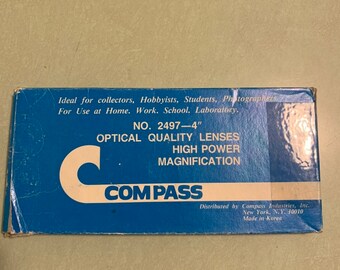 Ideal for collectors, Hobbyists, Students, Photographers
For Use at Home. Work. School. Laboratory.
NO. 2497—4"
OPTICAL QUALITY LENSES
HIGH POWER
MAGNIFICATION
COMPASS
Distributed by Compass Industries, Inc.
New York, N.Y. 10010
Made in Korea